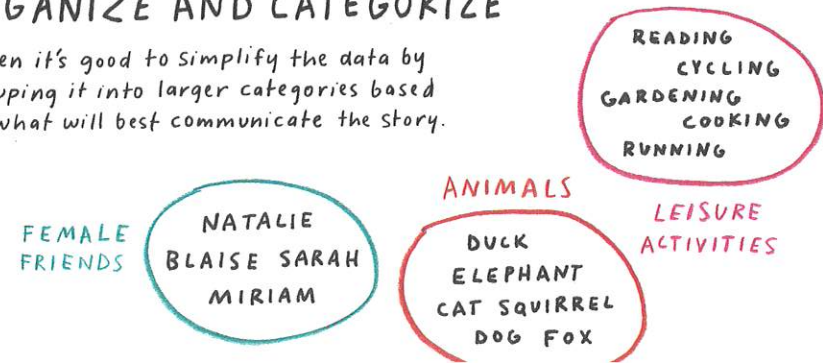 GANIZE AND CATEGORIZE
en it's good to simplify the data by
uping it into larger categories based
what will best communicate the story.
READING
CYCLING
GARDENING
COOKING
RUNNING
LEISURE
ACTIVITIES
FEMALE
FRIENDS
NATALIE
BLAISE SARAH
MIRIAM
ANIMALS
DUCK
ELEPHANT
CAT SQUIRREL
DOG FOX